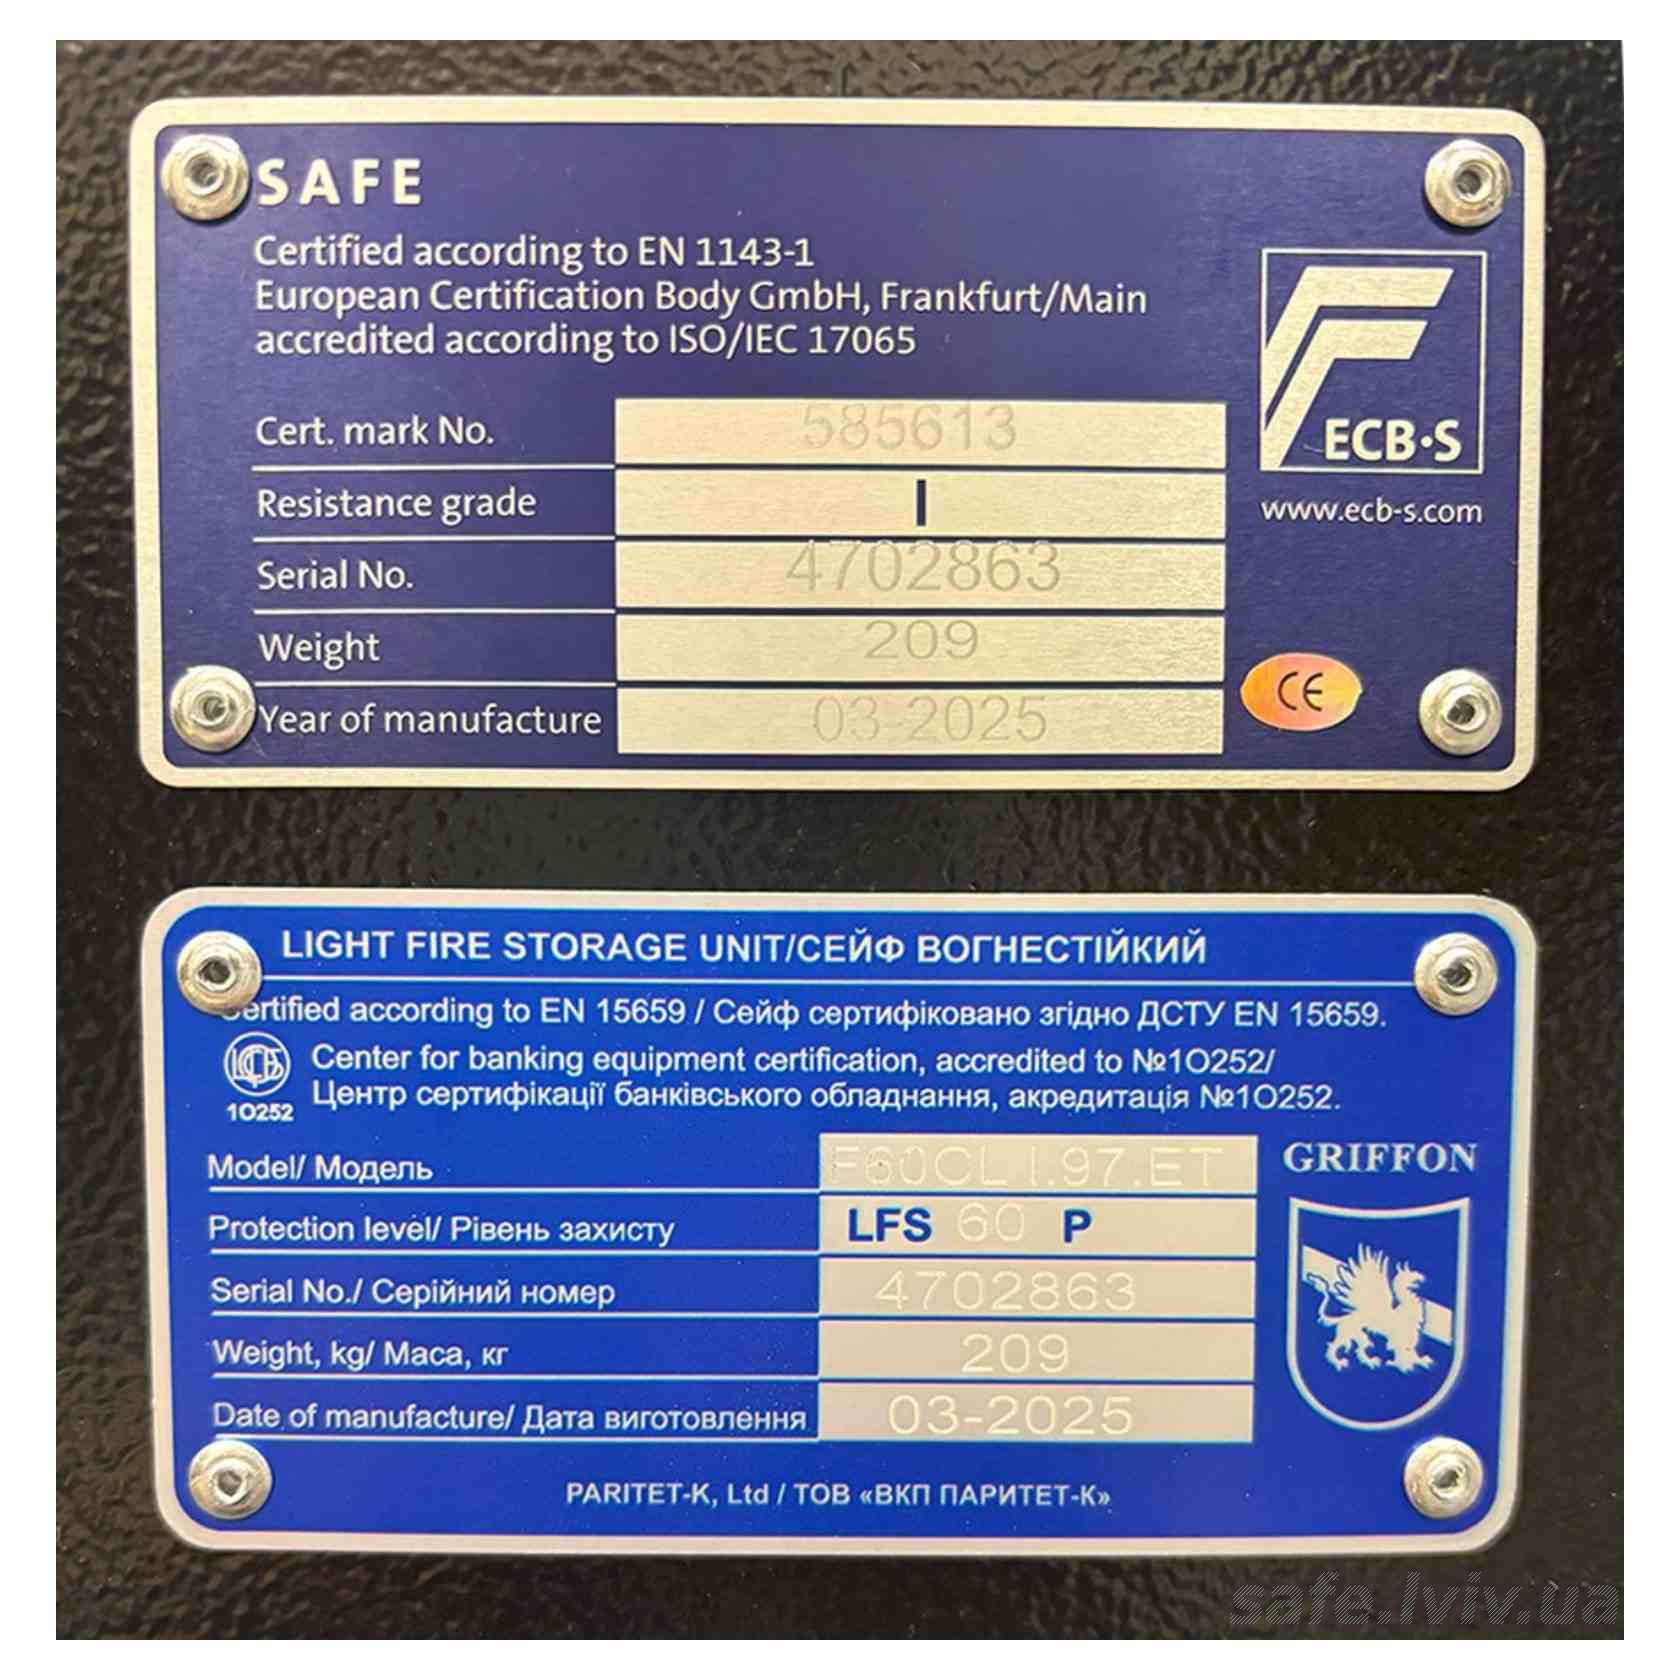 SAFE
Certified according to EN 1143-1
European Certification Body GmbH, Frankfurt/Main
accredited according to ISO/IEC 17065
Cert. mark No. 585613
Resistance grade I
Serial No. 4702863
Weight 209
Year of manufacture 03-2025
ECB•S
www.ecb-s.com
CE
LIGHT FIRE STORAGE UNIT/СЕЙФ ВОГНЕСТІЙКИЙ
Certified according to EN 15659 / Сейф сертифіковано згідно ДСТУ EN 15659.
Center for banking equipment certification, accredited to №1О252/
Центр сертифікації банківського обладнання, акредитація №1О252.
1О252
Model/ Модель F60CL I.97.ET
Protection level/ Рівень захисту LFS 60 P
Serial No./ Серійний номер 4702863
Weight, kg/ Маса, кг 209
Date of manufacture/ Дата виготовлення 03-2025
GRIFFON
PARITET-K, Ltd / ТОВ «ВКП ПАРИТЕТ-К»
safe.lviv.ua